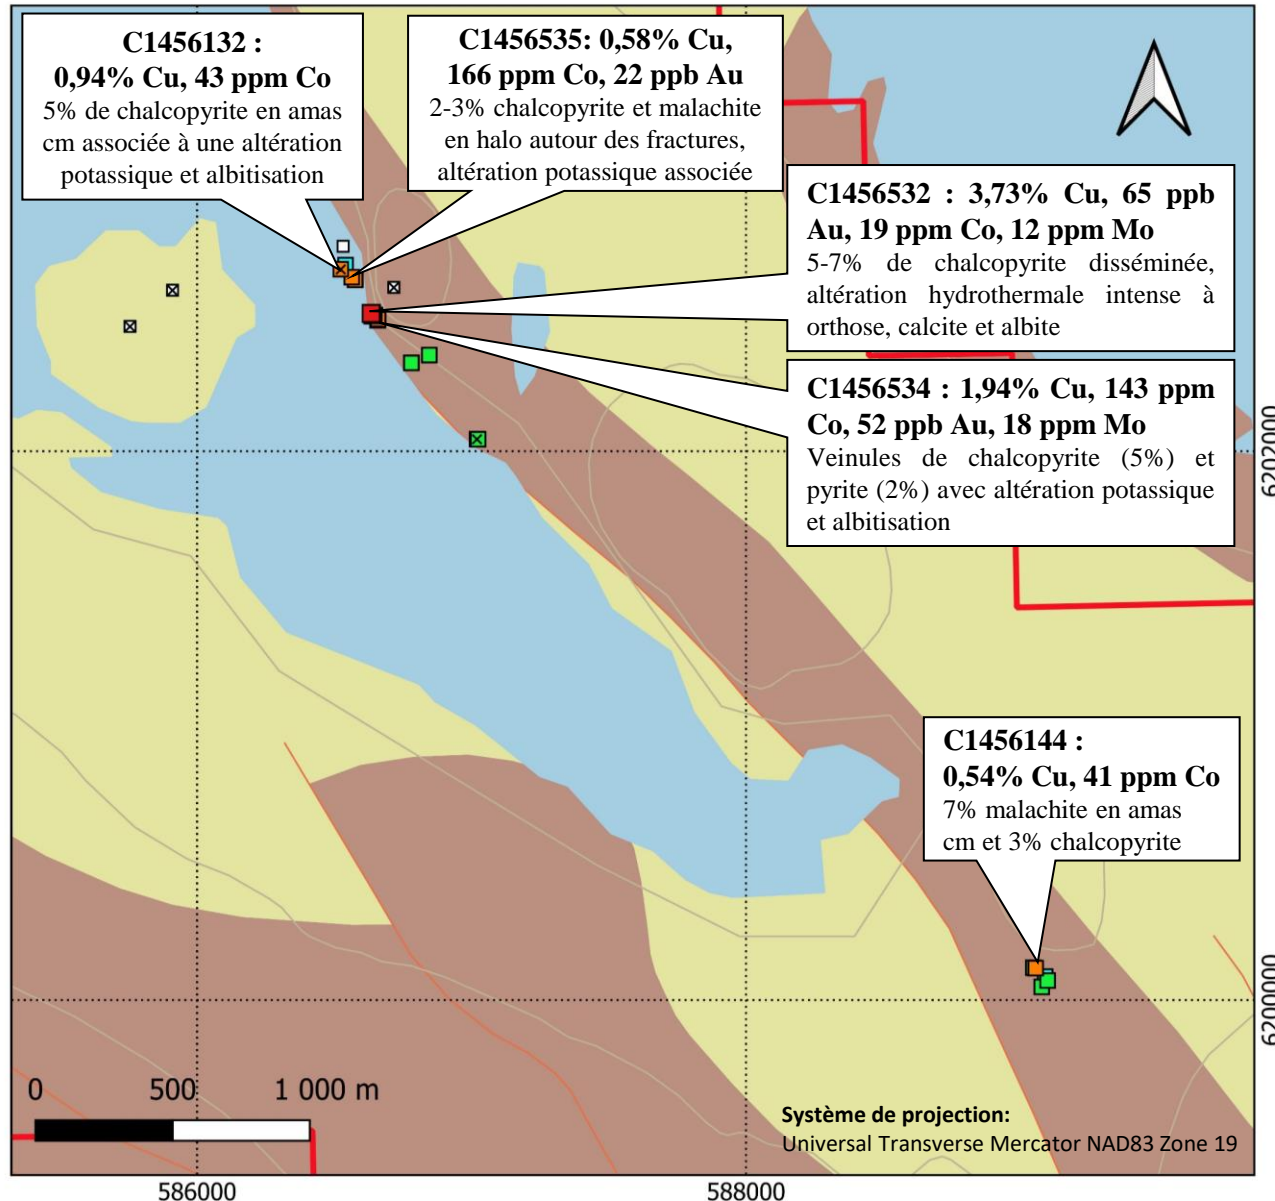 C1456132 :
0,94% Cu, 43 ppm Co
5% de chalcopyrite en amas
cm associée à une altération
potassique et albitisation
C1456535: 0,58% Cu,
166 ppm Co, 22 ppb Au
2-3% chalcopyrite et malachite
en halo autour des fractures,
altération potassique associée
C1456532 : 3,73% Cu, 65 ppb
Au, 19 ppm Co, 12 ppm Mo
5-7% de chalcopyrite disséminée,
altération hydrothermale intense à
orthose, calcite et albite
C1456534 : 1,94% Cu, 143 ppm
Co, 52 ppb Au, 18 ppm Mo
Veinules de chalcopyrite (5%) et
pyrite (2%) avec altération potassique
et albitisation
6202000
C1456144 :
0,54% Cu, 41 ppm Co
7% malachite en amas
cm et 3% chalcopyrite
6200000
0 500 1 000 m
Système de projection:
Universal Transverse Mercator NAD83 Zone 19
586000 588000